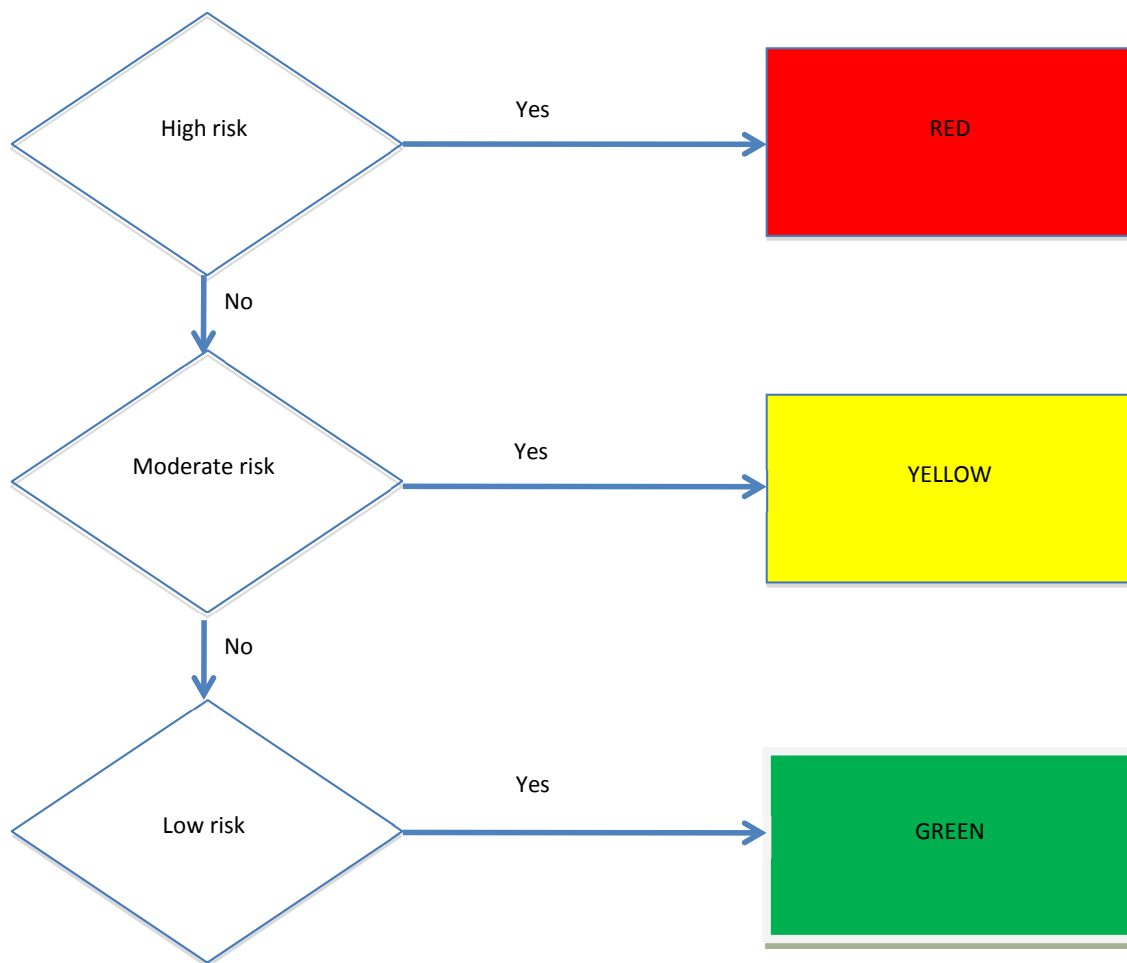 High risk
Yes
RED
No
Moderate risk
Yes
YELLOW
No
Low risk
Yes
GREEN